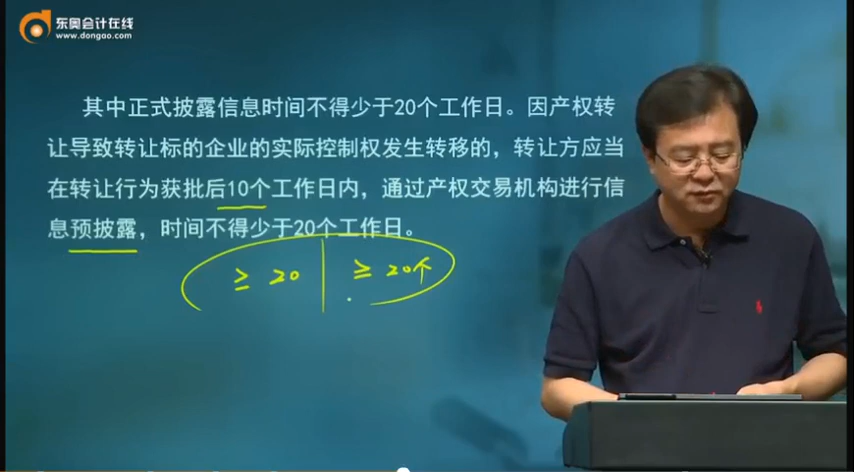 东奥会计在线
www.dongao.com
其中正式披露信息时间不得少于20个工作日。因产权转
让导致转让标的企业的实际控制权发生转移的，转让方应当
在转让行为获批后10个工作日内，通过产权交易机构进行信
息预披露，时间不得少于20个工作日。
≥ 20 ≥ 20个